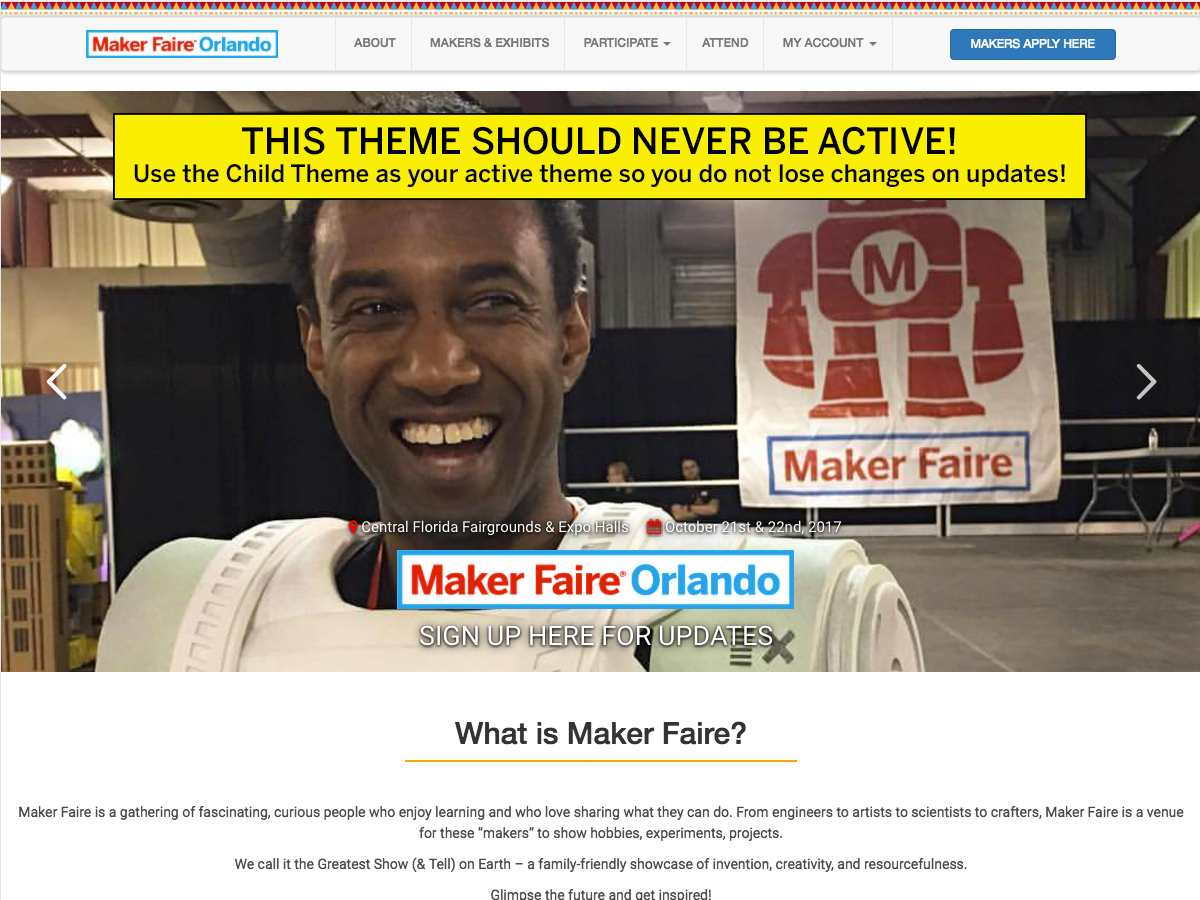 Maker Faire® Orlando
ABOUT
MAKERS & EXHIBITS
PARTICIPATE
ATTEND
MY ACCOUNT
MAKERS APPLY HERE
THIS THEME SHOULD NEVER BE ACTIVE!
Use the Child Theme as your active theme so you do not lose changes on updates!
M
Maker Faire
Central Florida Fairgrounds & Expo Halls
October 21st & 22nd, 2017
Maker Faire® Orlando
SIGN UP HERE FOR UPDATES
What is Maker Faire?
Maker Faire is a gathering of fascinating, curious people who enjoy learning and who love sharing what they can do. From engineers to artists to scientists to crafters, Maker Faire is a venue
for these “makers” to show hobbies, experiments, projects.
We call it the Greatest Show (& Tell) on Earth – a family-friendly showcase of invention, creativity, and resourcefulness.
Glimpse the future and get inspired!